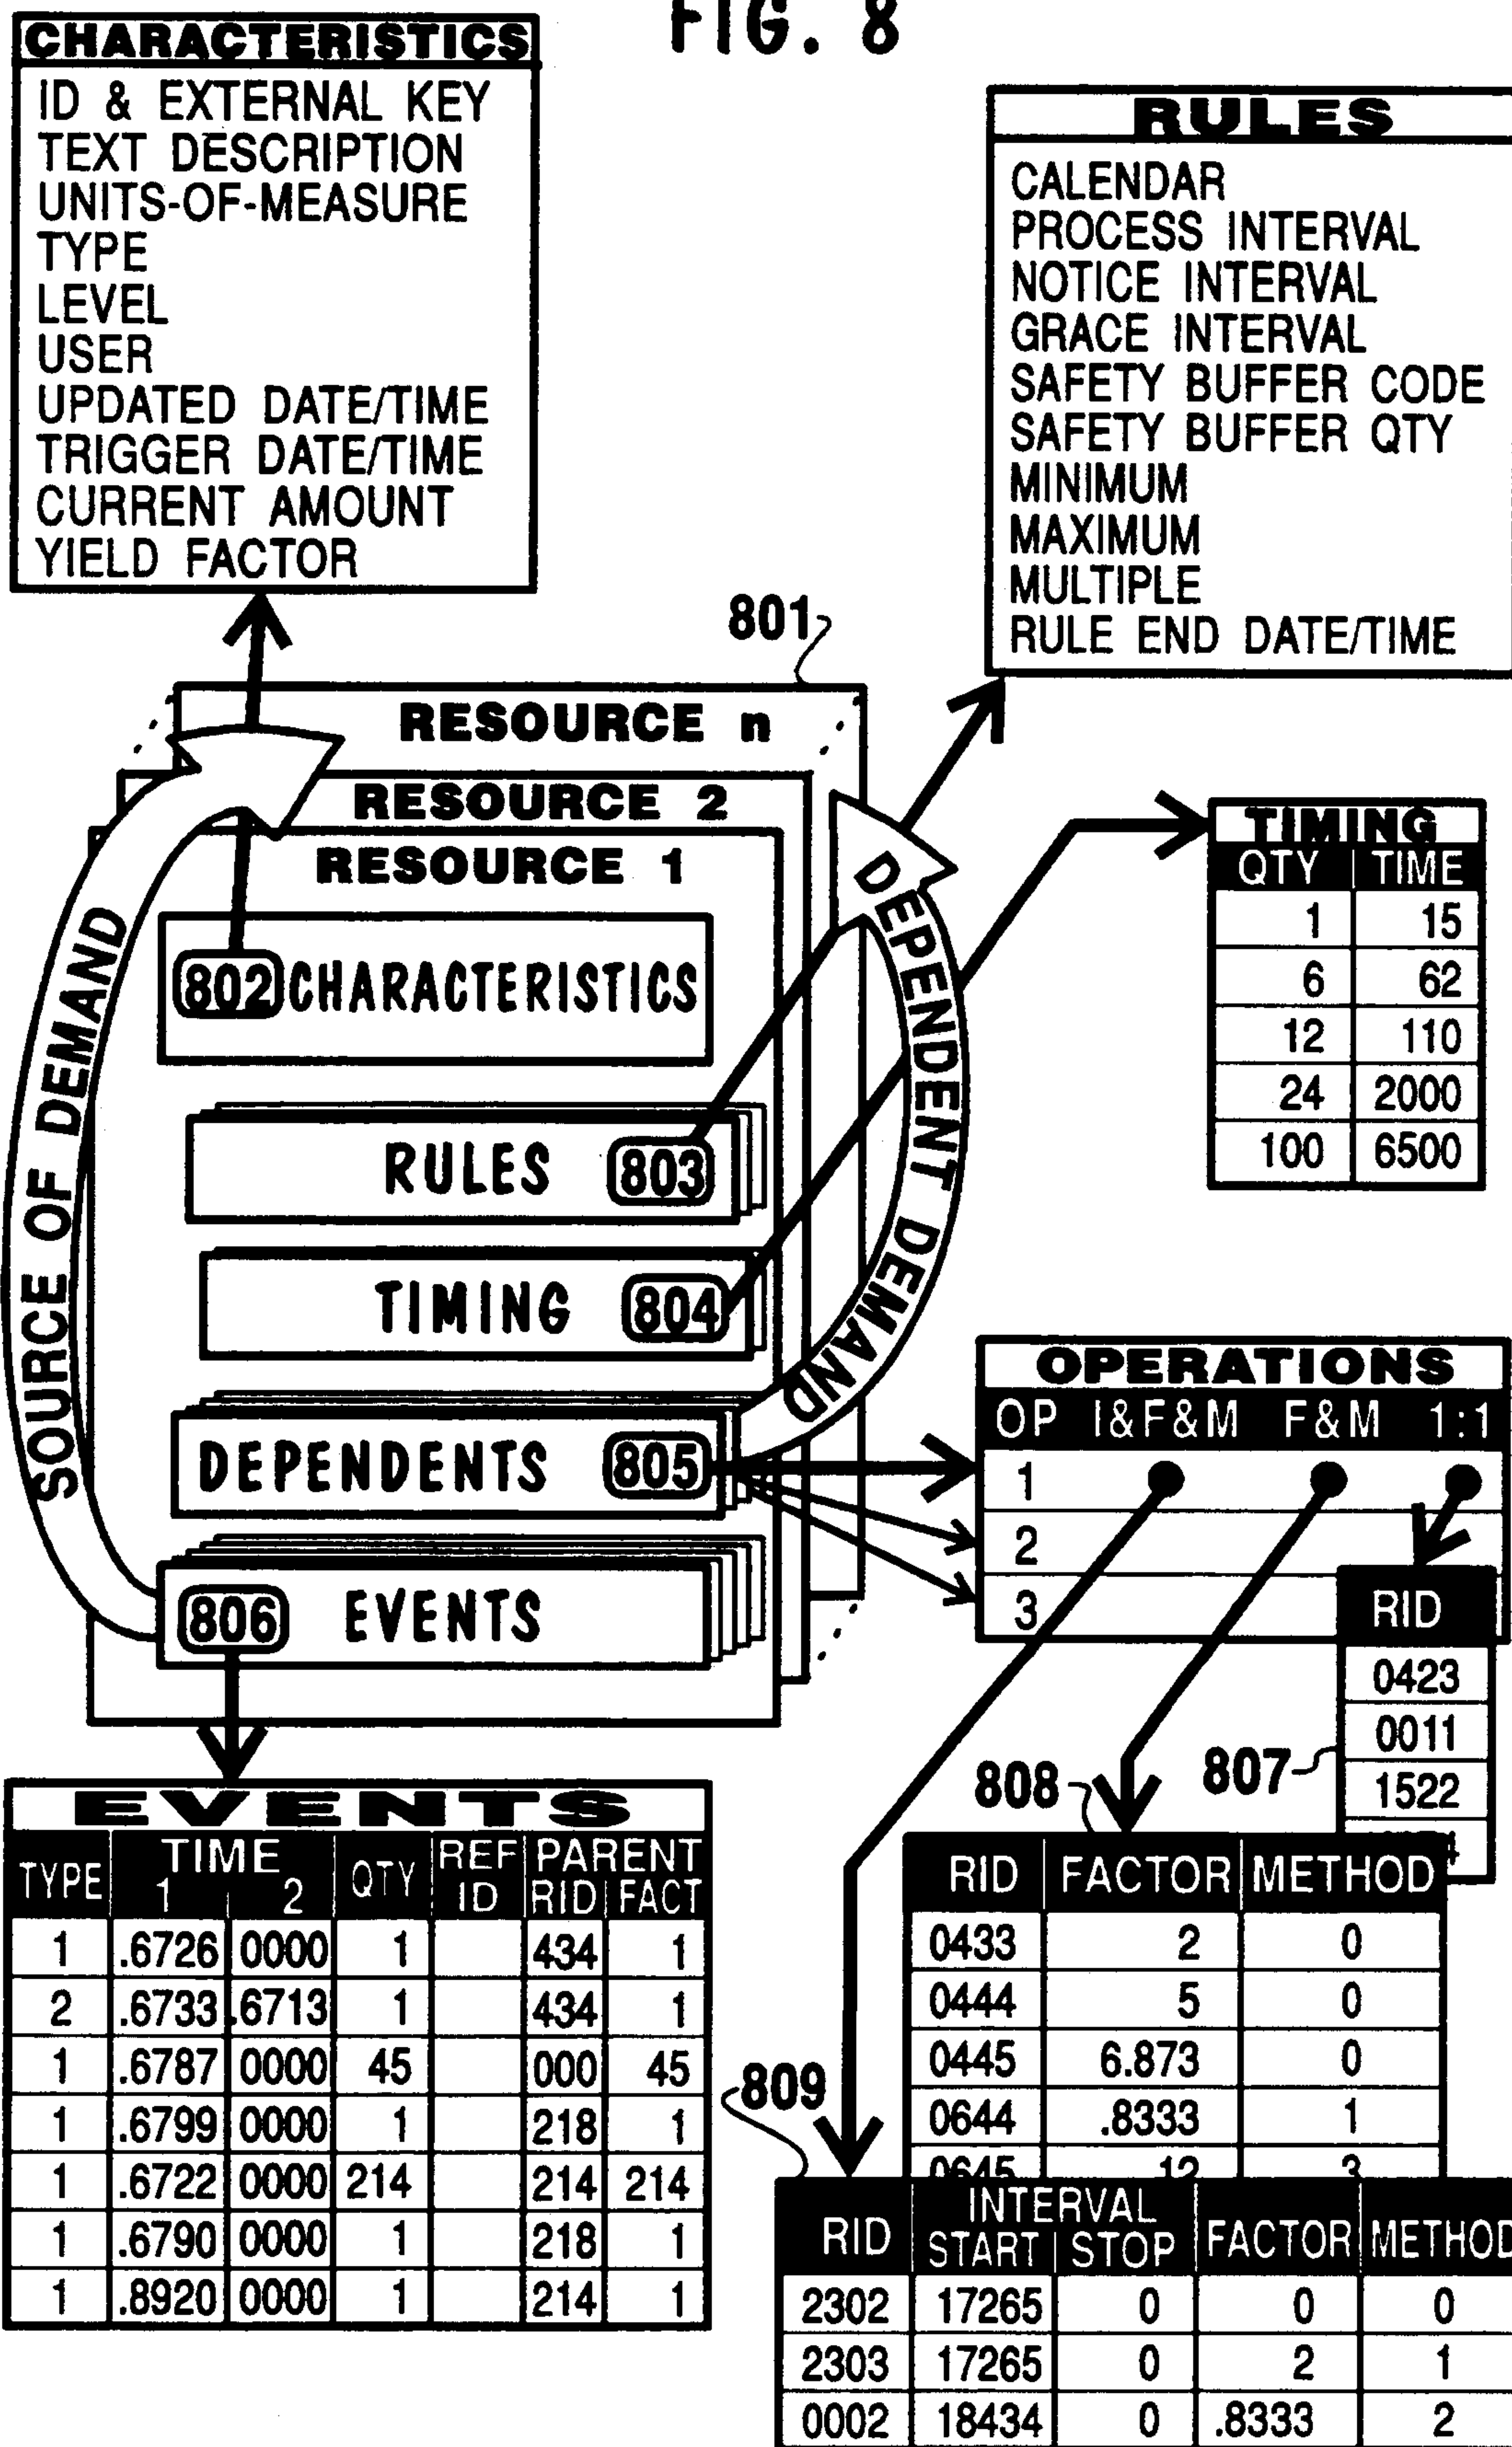 FIG. 8
CHARACTERISTICS
ID & EXTERNAL KEY
TEXT DESCRIPTION
UNITS-OF-MEASURE
TYPE
LEVEL
USER
UPDATED DATE/TIME
TRIGGER DATE/TIME
CURRENT AMOUNT
YIELD FACTOR
RULES
CALENDAR
PROCESS INTERVAL
NOTICE INTERVAL
GRACE INTERVAL
SAFETY BUFFER CODE
SAFETY BUFFER QTY
MINIMUM
MAXIMUM
MULTIPLE
RULE END DATE/TIME
801
RESOURCE n
RESOURCE 2
RESOURCE 1
802 CHARACTERISTICS
RULES 803
TIMING 804
DEPENDENTS 805
806 EVENTS
SOURCE OF DEMAND
DEPENDENT DEMAND
TIMING
QTY TIME
1 15
6 62
12 110
24 2000
100 6500
OPERATIONS
OP I&F&M F&M 1:1
1
2
3
RID
0423
0011
1522
807
808
RID FACTOR METHOD
0433 2 0
0444 5 0
0445 6.873 0
0644 .8333 1
0645 12 3
809
RID INTERVAL START STOP FACTOR METHOD
2302 17265 0 0 0
2303 17265 0 2 1
0002 18434 0 .8333 2
EVENTS
TYPE TIME 1 2 QTY REF ID PARENT RID FACT
1 .6726 0000 1 434 1
2 .6733 .6713 1 434 1
1 .6787 0000 45 000 45
1 .6799 0000 1 218 1
1 .6722 0000 214 214 214
1 .6790 0000 1 218 1
1 .8920 0000 1 214 1